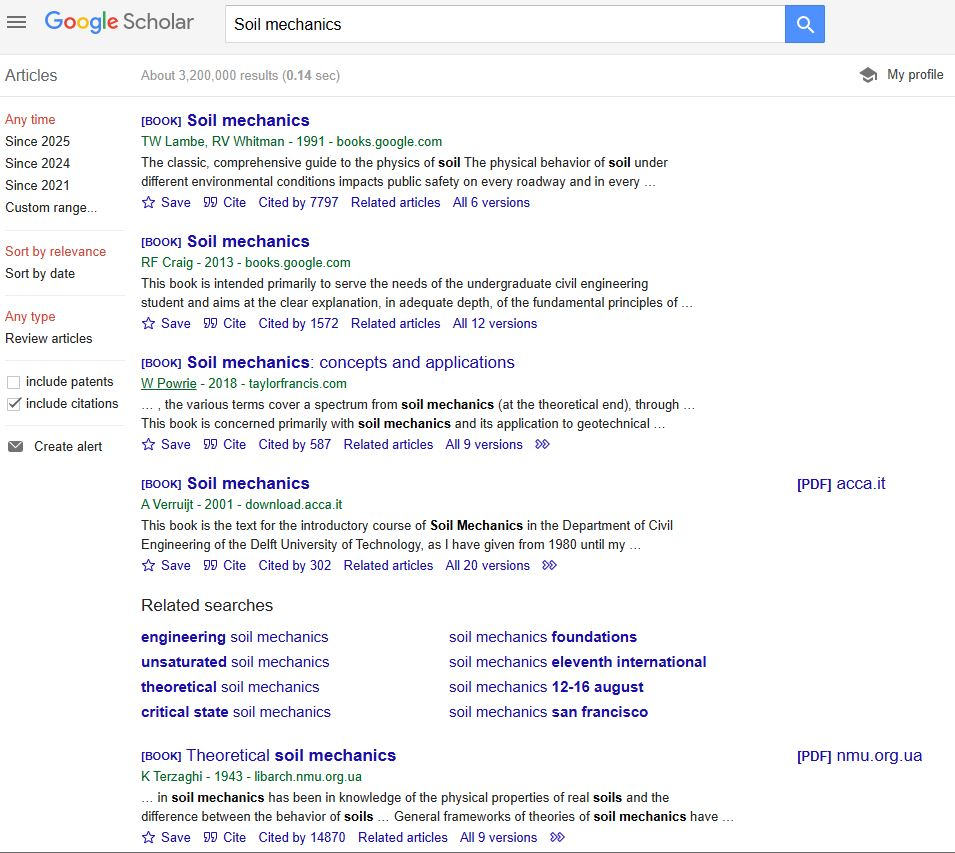 Google Scholar
Soil mechanics
Articles
About 3,200,000 results (0.14 sec)
My profile
Any time
Since 2025
Since 2024
Since 2021
Custom range...
Sort by relevance
Sort by date
Any type
Review articles
include patents
include citations
Create alert
[BOOK] Soil mechanics
TW Lambe, RV Whitman - 1991 - books.google.com
The classic, comprehensive guide to the physics of soil The physical behavior of soil under
different environmental conditions impacts public safety on every roadway and in every …
Save Cite Cited by 7797 Related articles All 6 versions
[BOOK] Soil mechanics
RF Craig - 2013 - books.google.com
This book is intended primarily to serve the needs of the undergraduate civil engineering
student and aims at the clear explanation, in adequate depth, of the fundamental principles of …
Save Cite Cited by 1572 Related articles All 12 versions
[BOOK] Soil mechanics: concepts and applications
W Powrie - 2018 - taylorfrancis.com
… , the various terms cover a spectrum from soil mechanics (at the theoretical end), through …
This book is concerned primarily with soil mechanics and its application to geotechnical …
Save Cite Cited by 587 Related articles All 9 versions
[BOOK] Soil mechanics
[PDF] acca.it
A Verruijt - 2001 - download.acca.it
This book is the text for the introductory course of Soil Mechanics in the Department of Civil
Engineering of the Delft University of Technology, as I have given from 1980 until my …
Save Cite Cited by 302 Related articles All 20 versions
Related searches
engineering soil mechanics
soil mechanics foundations
unsaturated soil mechanics
soil mechanics eleventh international
theoretical soil mechanics
soil mechanics 12-16 august
critical state soil mechanics
soil mechanics san francisco
[BOOK] Theoretical soil mechanics
[PDF] nmu.org.ua
K Terzaghi - 1943 - libarch.nmu.org.ua
… in soil mechanics has been in knowledge of the physical properties of real soils and the
difference between the behavior of soils … General frameworks of theories of soil mechanics have …
Save Cite Cited by 14870 Related articles All 9 versions